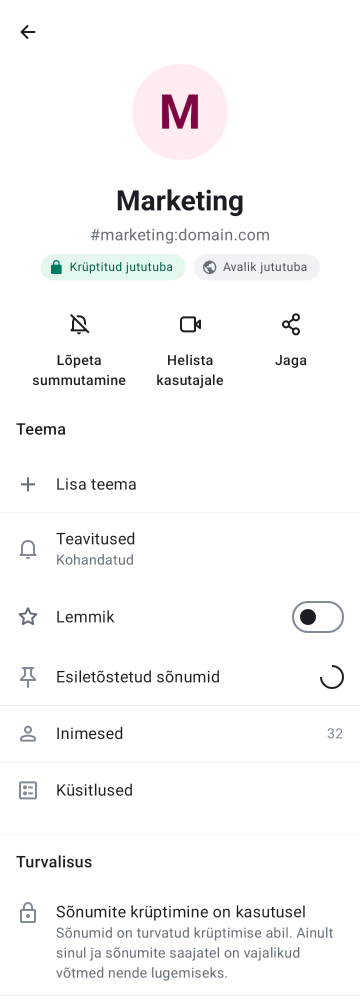 M
Marketing
#marketing:domain.com
Krüptitud jututuba
Avalik jututuba
Lõpeta
summutamine
Helista
kasutajale
Jaga
Teema
Lisa teema
Teavitused
Kohandatud
Lemmik
Esiletõstetud sõnumid
Inimesed 32
Küsitlused
Turvalisus
Sõnumite krüptimine on kasutusel
Sõnumid on turvatud krüptimise abil. Ainult
sinul ja sõnumite saajatel on vajalikud
võtmed nende lugemiseks.